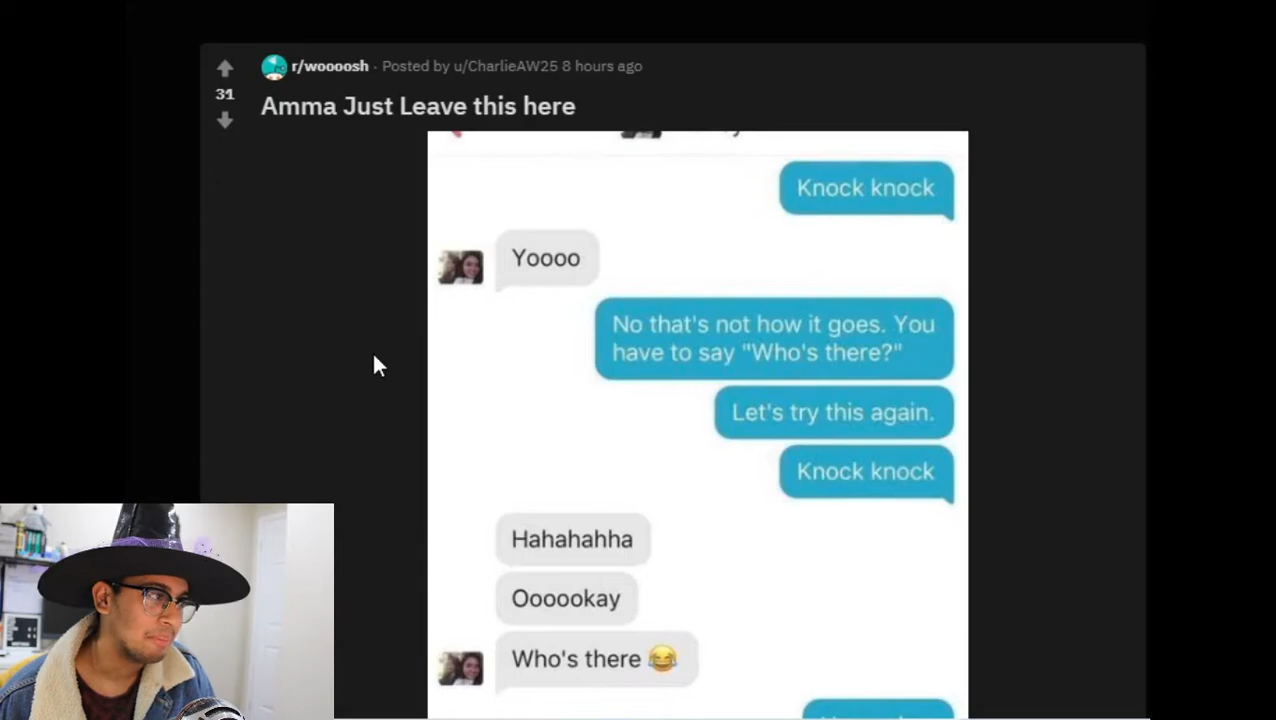 r/woooosh · Posted by u/CharlieAW25 8 hours ago
31
Amma Just Leave this here
Knock knock
Yoooo
No that's not how it goes. You
have to say "Who's there?"
Let's try this again.
Knock knock
Hahahahha
Oooookay
Who's there 😂